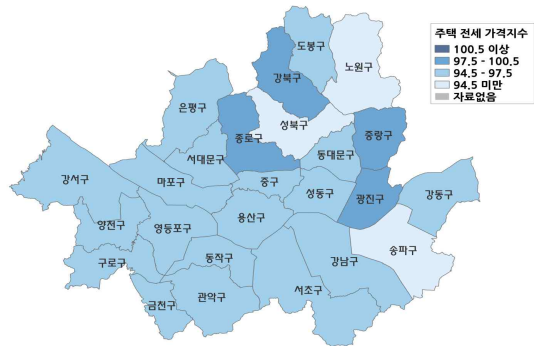 주택 전세 가격지수
100.5 이상
97.5 - 100.5
94.5 - 97.5
94.5 미만
자료없음
도봉구
노원구
강북구
은평구
성북구
종로구
중랑구
서대문구
동대문구
강서구
마포구
중구
성동구
광진구
강동구
양전구
영등포구
용산구
송파구
구로구
동작구
강남구
금천구
관악구
서조구